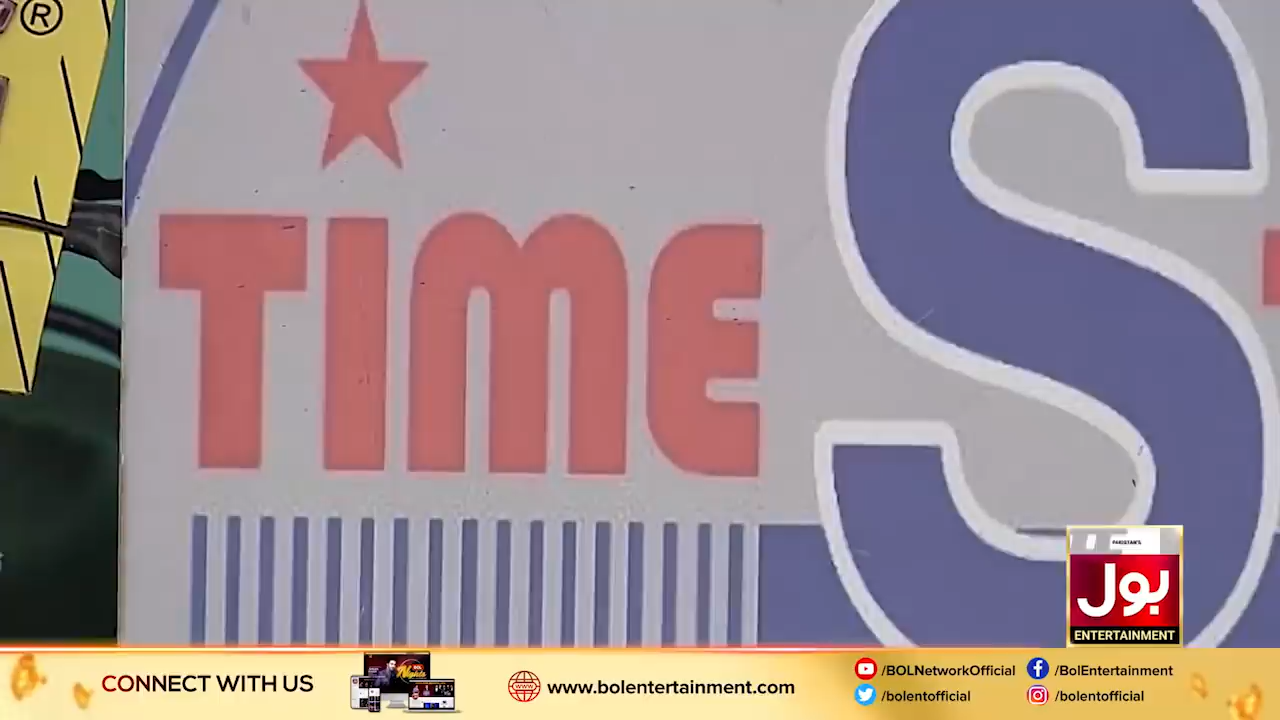 ®
TIME S
PAKISTAN'S
بول
ENTERTAINMENT
CONNECT WITH US
www.bolentertainment.com
/BOLNetworkOfficial
/BolEntertainment
/bolentofficial
/bolentofficial